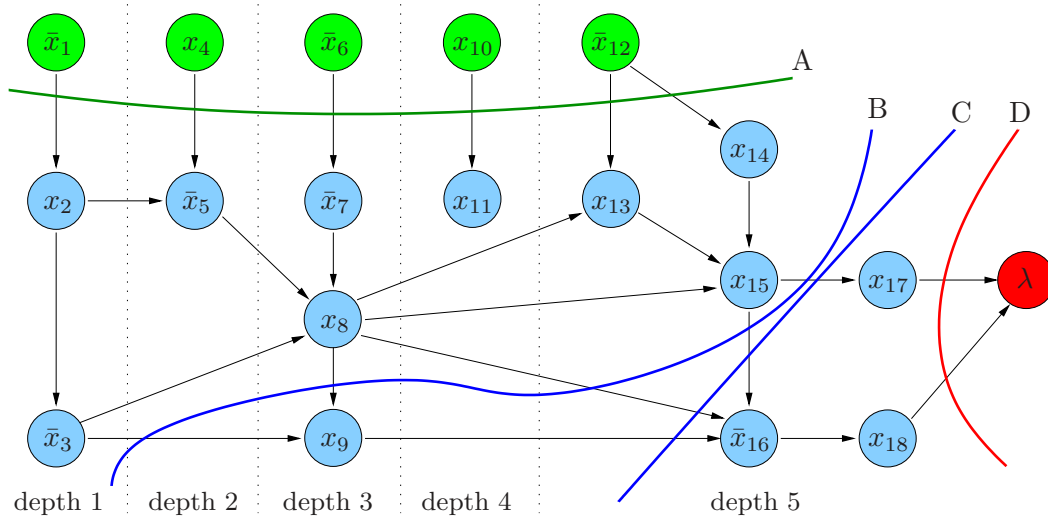 x̄₁ x₄ x̄₆ x₁₀ x̄₁₂
A
B C D
x₁₄
x₂ x̄₅ x̄₇ x₁₁ x₁₃
x₁₅ x₁₇ λ
x₈
x̄₃ x₉ x̄₁₆ x₁₈
depth 1 depth 2 depth 3 depth 4 depth 5